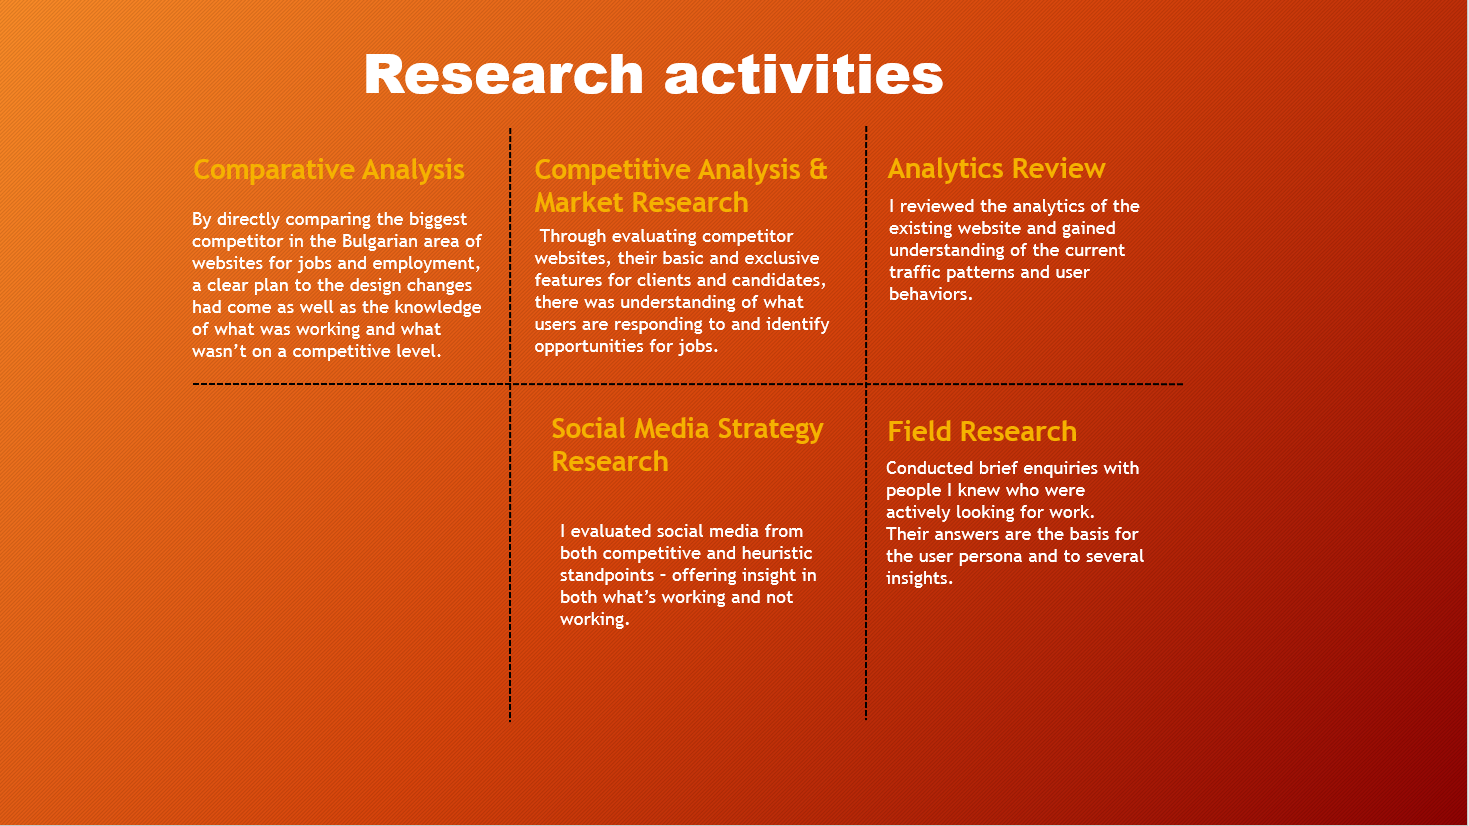 Research activities
Comparative Analysis
By directly comparing the biggest
competitor in the Bulgarian area of
websites for jobs and employment,
a clear plan to the design changes
had come as well as the knowledge
of what was working and what
wasn’t on a competitive level.
Competitive Analysis &
Market Research
Through evaluating competitor
websites, their basic and exclusive
features for clients and candidates,
there was understanding of what
users are responding to and identify
opportunities for jobs.
Analytics Review
I reviewed the analytics of the
existing website and gained
understanding of the current
traffic patterns and user
behaviors.
Social Media Strategy
Research
I evaluated social media from
both competitive and heuristic
standpoints – offering insight in
both what’s working and not
working.
Field Research
Conducted brief enquiries with
people I knew who were
actively looking for work.
Their answers are the basis for
the user persona and to several
insights.